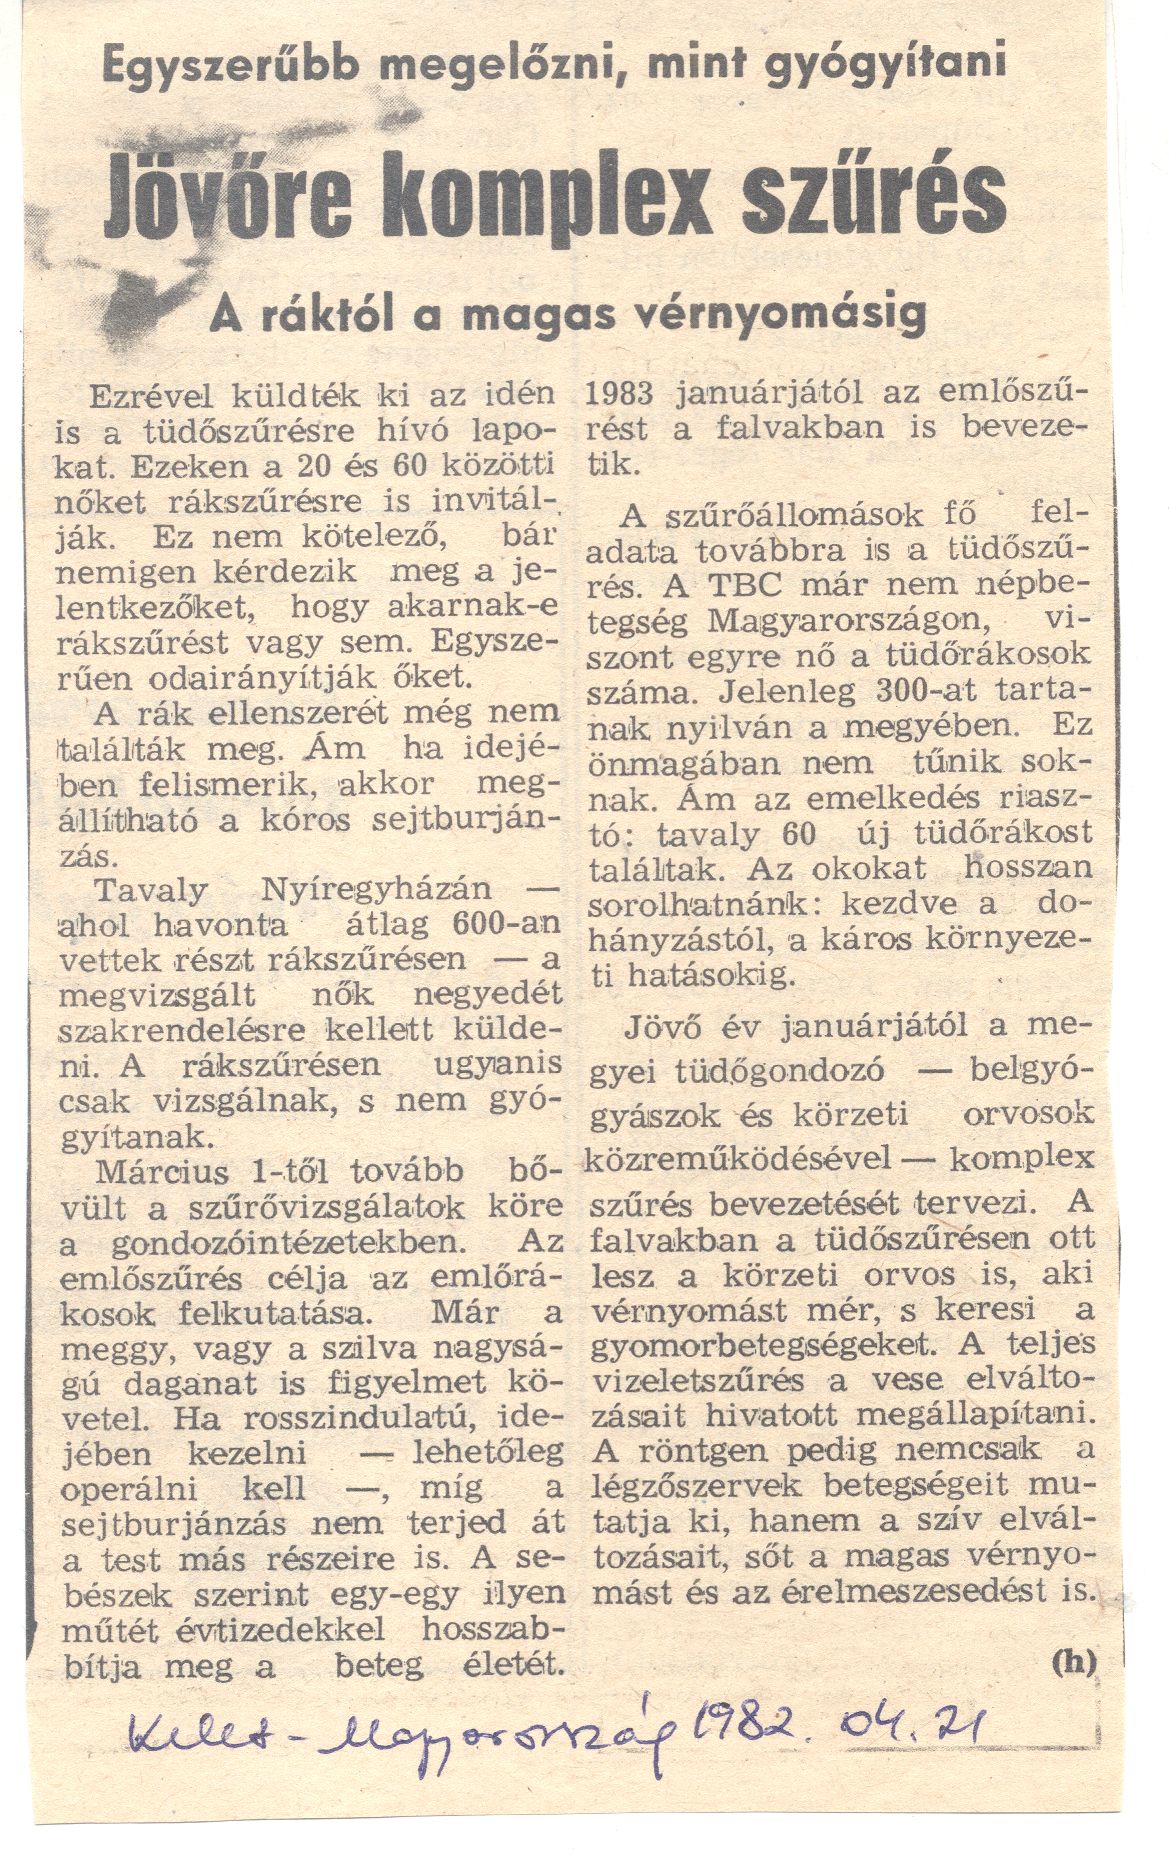 Egyszerűbb megelőzni, mint gyógyítani
Jövőre komplex szűrés
A ráktól a magas vérnyomásig
Ezrével küldték ki az idén
is a tüdőszűrésre hívó lapo-
kat. Ezeken a 20 és 60 közötti
nőket rákszűrésre is invitál-
ják. Ez nem kötelező, bár
nemigen kérdezik meg a je-
lentkezőket, hogy akarnak-e
rákszűrést vagy sem. Egysze-
rűen odairányítják őket.
A rák ellenszerét még nem
találták meg. Ám ha idejé-
ben felismerik, akkor meg-
állítható a kóros sejtburján-
zás.
Tavaly Nyíregyházán —
ahol havonta átlag 600-an
vettek részt rákszűrésen — a
megvizsgált nők negyedét
szakrendelésre kellett külde-
ni. A rákszűrésen ugyanis
csak vizsgálnak, s nem gyó-
gyítanak.
Március 1-től tovább bő-
vült a szűrővizsgálatok köre
a gondozóintézetekben. Az
emlőszűrés célja az emlőrá-
kosok felkutatása. Már a
meggy, vagy a szilva nagysá-
gú daganat is figyelmet kö-
vetel. Ha rosszindulatú, ide-
jében kezelni — lehetőleg
operálni kell —, míg a
sejtburjánzás nem terjed át
a test más részeire is. A se-
bészek szerint egy-egy ilyen
műtét évtizedekkel hosszab-
bítja meg a beteg életét.
1983 januárjától az emlőszű-
rést a falvakban is beveze-
tik.
A szűrőállomások fő fel-
adata továbbra is a tüdőszű-
rés. A TBC már nem népbe-
tegség Magyarországon, vi-
szont egyre nő a tüdőrákosok
száma. Jelenleg 300-at tarta-
nak nyilván a megyében. Ez
önmagában nem tűnik sok-
nak. Ám az emelkedés riasz-
tó: tavaly 60 új tüdőrákost
találtak. Az okokat hosszan
sorolhatnánk: kezdve a do-
hányzástól, a káros környeze-
ti hatásokig.
Jövő év januárjától a me-
gyei tüdőgondozó — belgyó-
gyászok és körzeti orvosok
közreműködésével — komplex
szűrés bevezetését tervezi. A
falvakban a tüdőszűrésen ott
lesz a körzeti orvos is, aki
vérnyomást mér, s keresi a
gyomorbetegségeket. A teljes
vizeletszűrés a vese elválto-
zásait hivatott megállapítani.
A röntgen pedig nemcsak a
légzőszervek betegségeit mu-
tatja ki, hanem a szív elvál-
tozásait, sőt a magas vérnyo-
mást és az érelmeszesedést is.
(h)
Kelet-Magyarország 1982. 04. 21